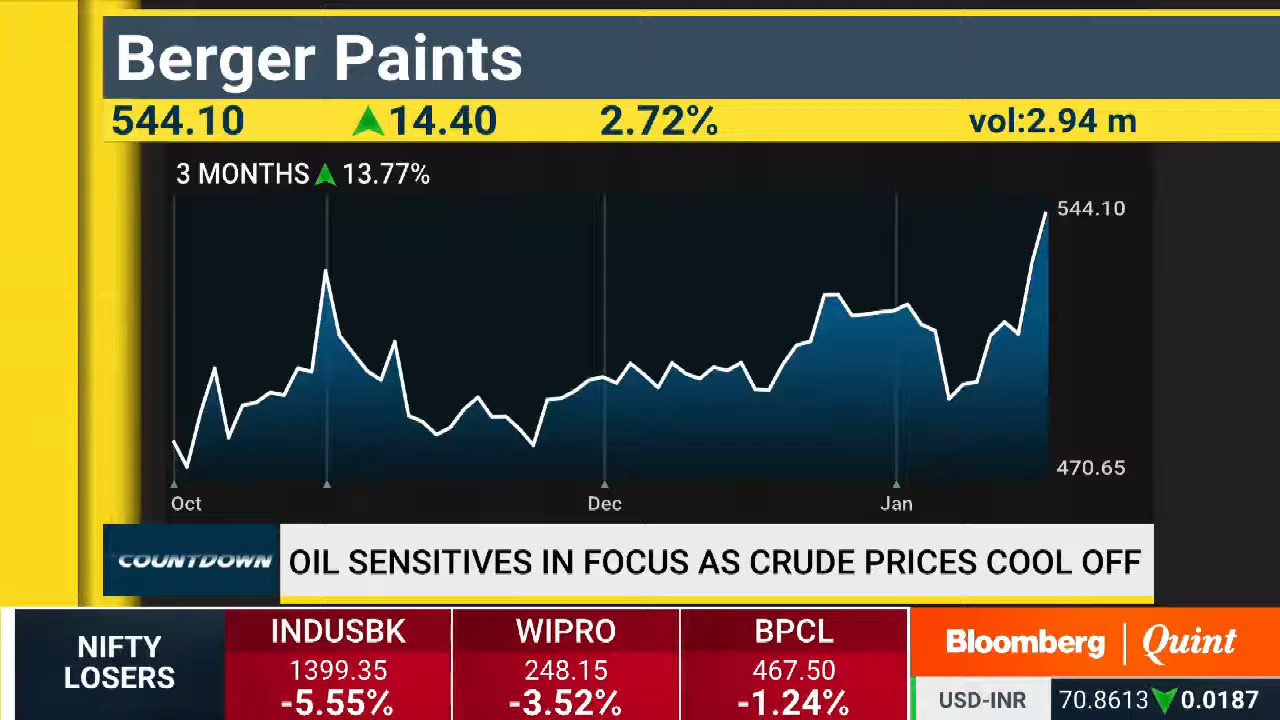 Berger Paints
544.10 ▲14.40 2.72% vol:2.94 m
3 MONTHS ▲ 13.77%
544.10
470.65
Oct Dec Jan
COUNTDOWN
OIL SENSITIVES IN FOCUS AS CRUDE PRICES COOL OFF
NIFTY
LOSERS
INDUSBK
1399.35
-5.55%
WIPRO
248.15
-3.52%
BPCL
467.50
-1.24%
Bloomberg | Quint
USD-INR 70.8613 ▼ 0.0187